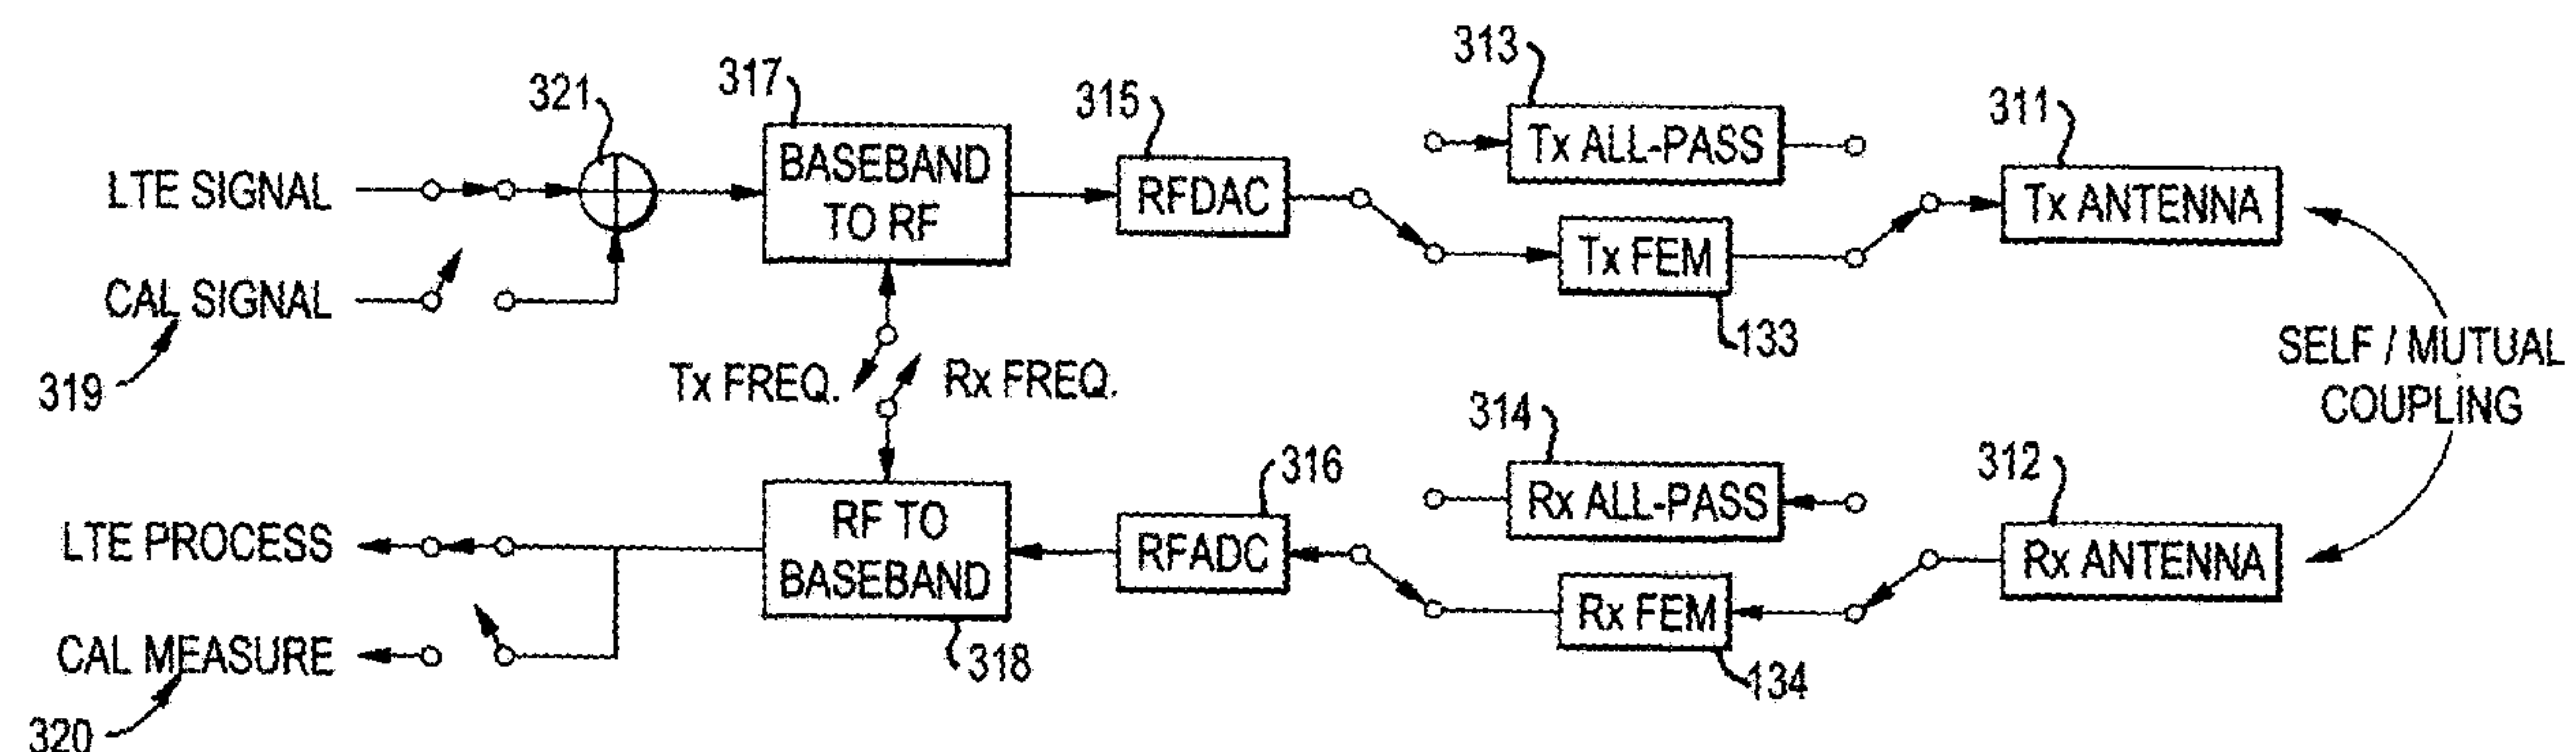 313
321
317
315
311
LTE SIGNAL
BASEBAND
TO RF
RFDAC
Tx ALL-PASS
Tx FEM
Tx ANTENNA
CAL SIGNAL
319
Tx FREQ.
Rx FREQ.
133
SELF / MUTUAL
COUPLING
314
316
312
LTE PROCESS
RF TO
BASEBAND
RFADC
Rx ALL-PASS
Rx FEM
Rx ANTENNA
CAL MEASURE
320
318
134